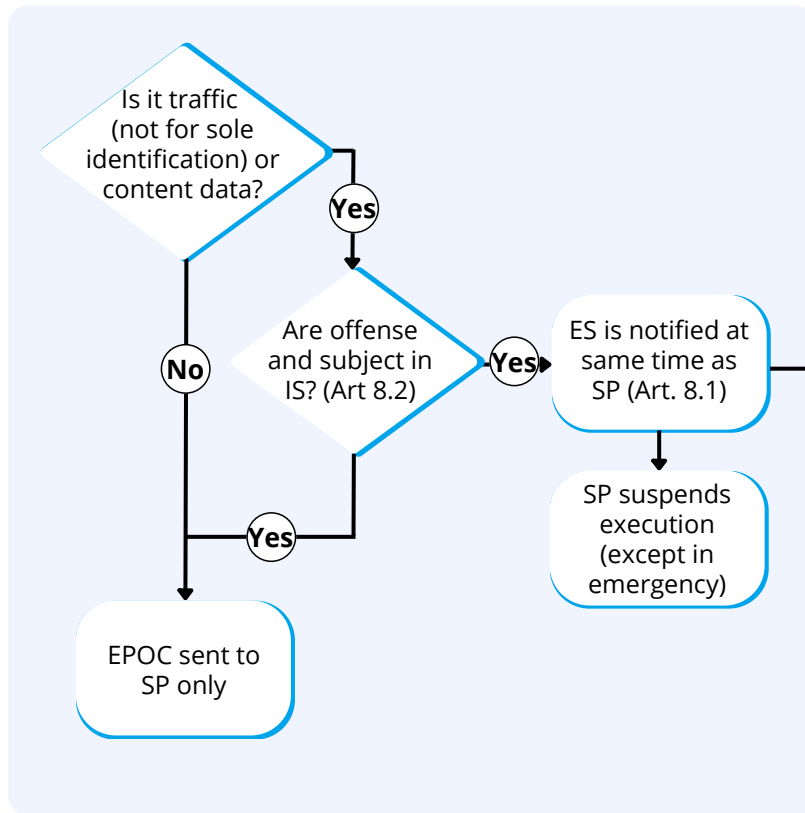 Is it traffic
(not for sole
identification) or
content data?
Yes
Are offense
and subject in
IS? (Art 8.2)
Yes
ES is notified at
same time as
SP (Art. 8.1)
No
SP suspends
execution
(except in
emergency)
Yes
EPOC sent to
SP only